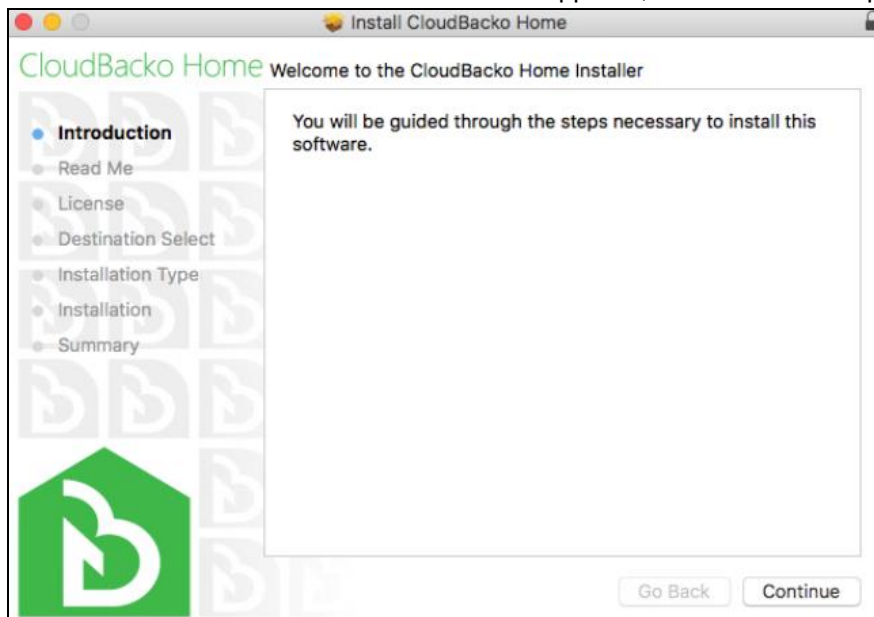 Install CloudBacko Home
CloudBacko Home
Welcome to the CloudBacko Home Installer
Introduction
Read Me
License
Destination Select
Installation Type
Installation
Summary
You will be guided through the steps necessary to install this
software.
Go Back
Continue